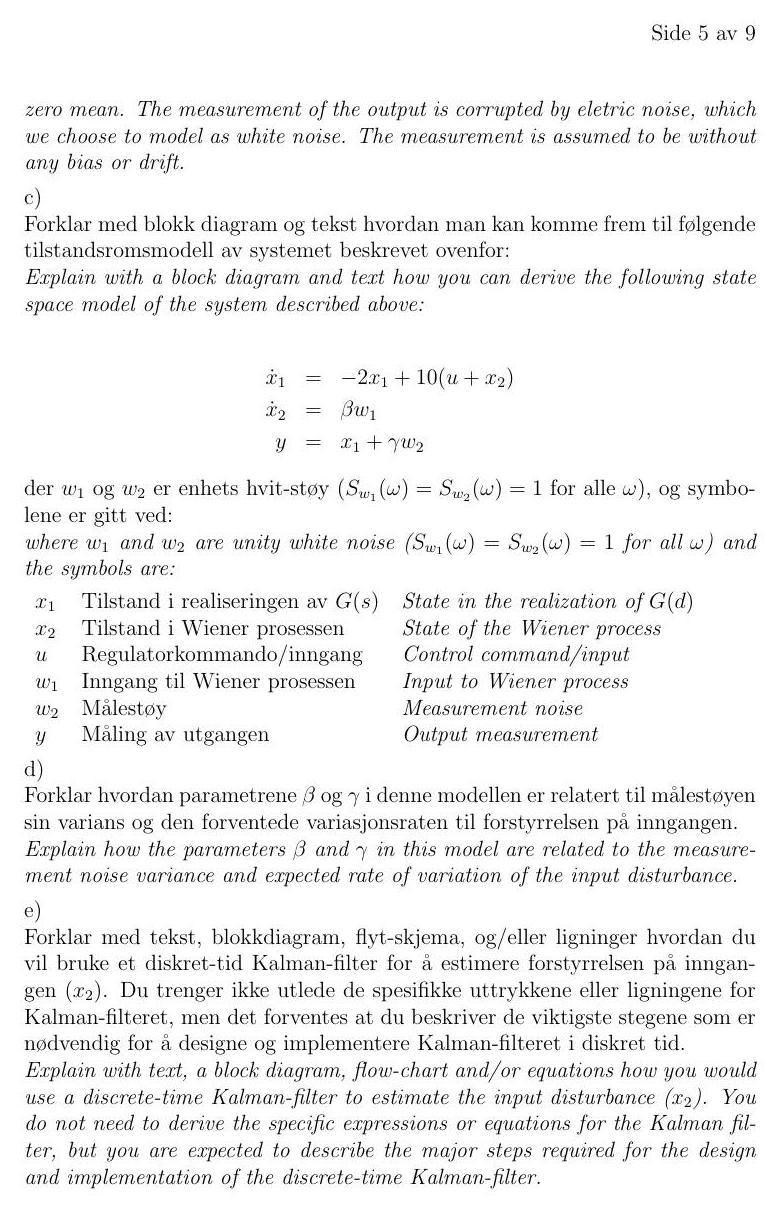 Side 5 av 9
zero mean. The measurement of the output is corrupted by eletric noise, which
we choose to model as white noise. The measurement is assumed to be without
any bias or drift.
c)
Forklar med blokk diagram og tekst hvordan man kan komme frem til følgende
tilstandsromsmodell av systemet beskrevet ovenfor:
Explain with a block diagram and text how you can derive the following state
space model of the system described above:
ẋ₁ = −2x₁ + 10(u + x₂)
ẋ₂ = βw₁
y = x₁ + γw₂
der w₁ og w₂ er enhets hvit-støy (S_{w₁}(ω) = S_{w₂}(ω) = 1 for alle ω), og symbo-
lene er gitt ved:
where w₁ and w₂ are unity white noise (S_{w₁}(ω) = S_{w₂}(ω) = 1 for all ω) and
the symbols are:
x₁ Tilstand i realiseringen av G(s) State in the realization of G(d)
x₂ Tilstand i Wiener prosessen State of the Wiener process
u Regulatorkommando/inngang Control command/input
w₁ Inngang til Wiener prosessen Input to Wiener process
w₂ Målestøy Measurement noise
y Måling av utgangen Output measurement
d)
Forklar hvordan parametrene β og γ i denne modellen er relatert til målestøyen
sin varians og den forventede variasjonsraten til forstyrrelsen på inngangen.
Explain how the parameters β and γ in this model are related to the measure-
ment noise variance and expected rate of variation of the input disturbance.
e)
Forklar med tekst, blokkdiagram, flyt-skjema, og/eller ligninger hvordan du
vil bruke et diskret-tid Kalman-filter for å estimere forstyrrelsen på inngan-
gen (x₂). Du trenger ikke utlede de spesifikke uttrykkene eller ligningene for
Kalman-filteret, men det forventes at du beskriver de viktigste stegene som er
nødvendig for å designe og implementere Kalman-filteret i diskret tid.
Explain with text, a block diagram, flow-chart and/or equations how you would
use a discrete-time Kalman-filter to estimate the input disturbance (x₂). You
do not need to derive the specific expressions or equations for the Kalman fil-
ter, but you are expected to describe the major steps required for the design
and implementation of the discrete-time Kalman-filter.